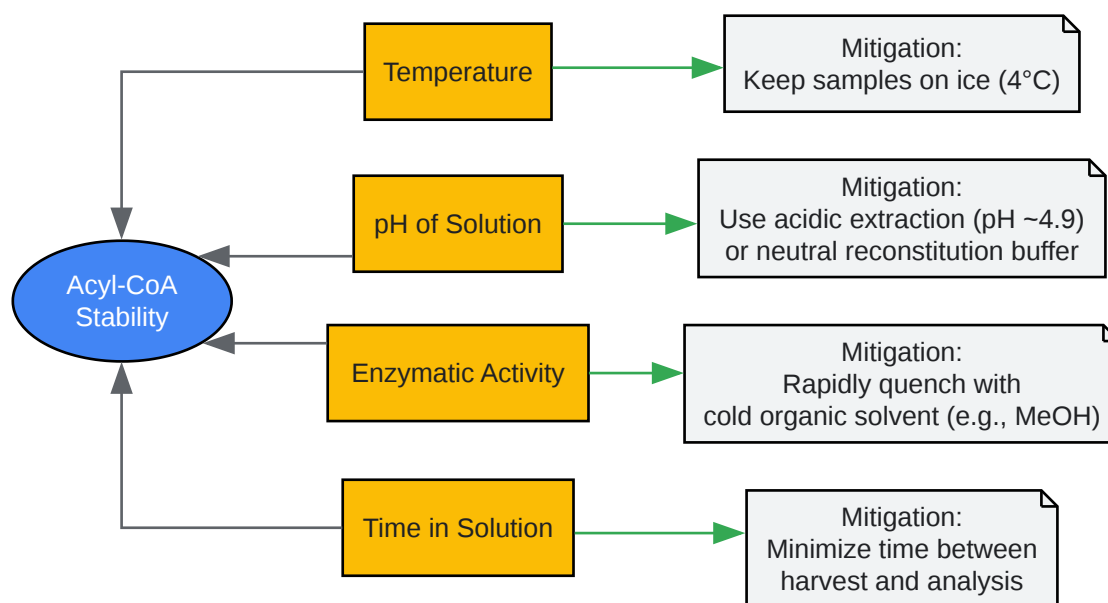 Temperature
Mitigation:
Keep samples on ice (4°C)
pH of Solution
Mitigation:
Use acidic extraction (pH ~4.9)
or neutral reconstitution buffer
Acyl-CoA
Stability
Enzymatic Activity
Mitigation:
Rapidly quench with
cold organic solvent (e.g., MeOH)
Time in Solution
Mitigation:
Minimize time between
harvest and analysis